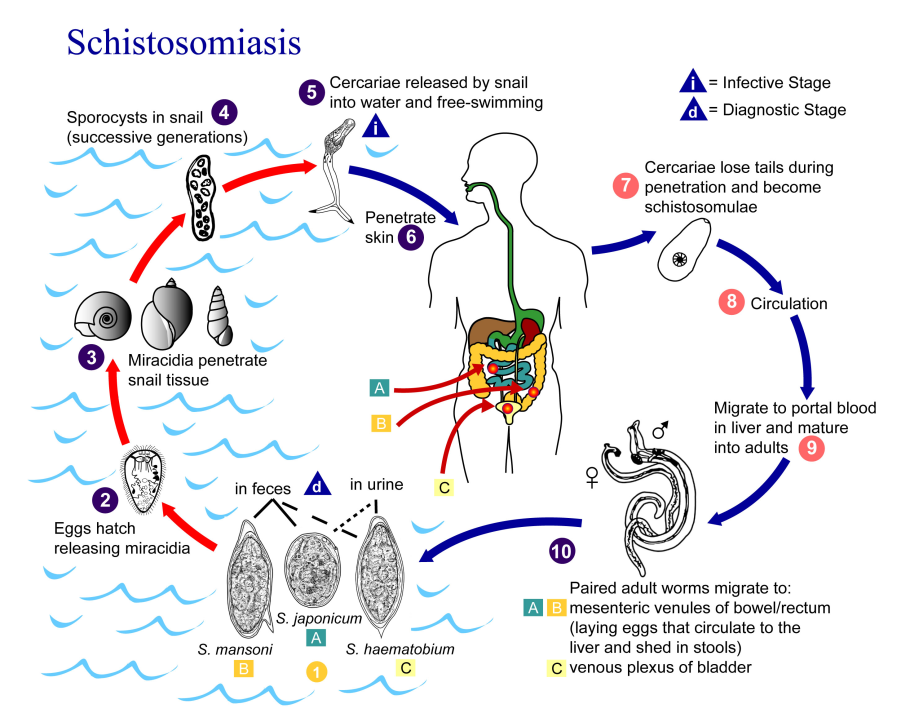 Schistosomiasis
i = Infective Stage
d = Diagnostic Stage
5 Cercariae released by snail
into water and free-swimming
i
Sporocysts in snail 4
(successive generations)
Penetrate
skin 6
7 Cercariae lose tails during
penetration and become
schistosomulae
8 Circulation
3 Miracidia penetrate
snail tissue
A
B
C
Migrate to portal blood
in liver and mature
into adults 9
♂
♀
2
Eggs hatch
releasing miracidia
in feces d in urine
10
S. japonicum
A
S. mansoni
B
1
S. haematobium
C
Paired adult worms migrate to:
A B mesenteric venules of bowel/rectum
(laying eggs that circulate to the
liver and shed in stools)
C venous plexus of bladder